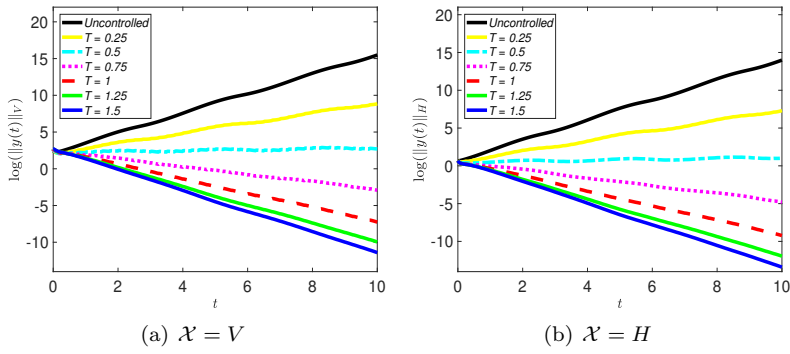 log(||y(t)||_V)
20
15
10
5
0
-5
-10
0 2 4 6 8 10
t
Uncontrolled
T = 0.25
T = 0.5
T = 0.75
T = 1
T = 1.25
T = 1.5
(a) 𝒳 = V
log(||y(t)||_H)
20
15
10
5
0
-5
-10
0 2 4 6 8 10
t
Uncontrolled
T = 0.25
T = 0.5
T = 0.75
T = 1
T = 1.25
T = 1.5
(b) 𝒳 = H